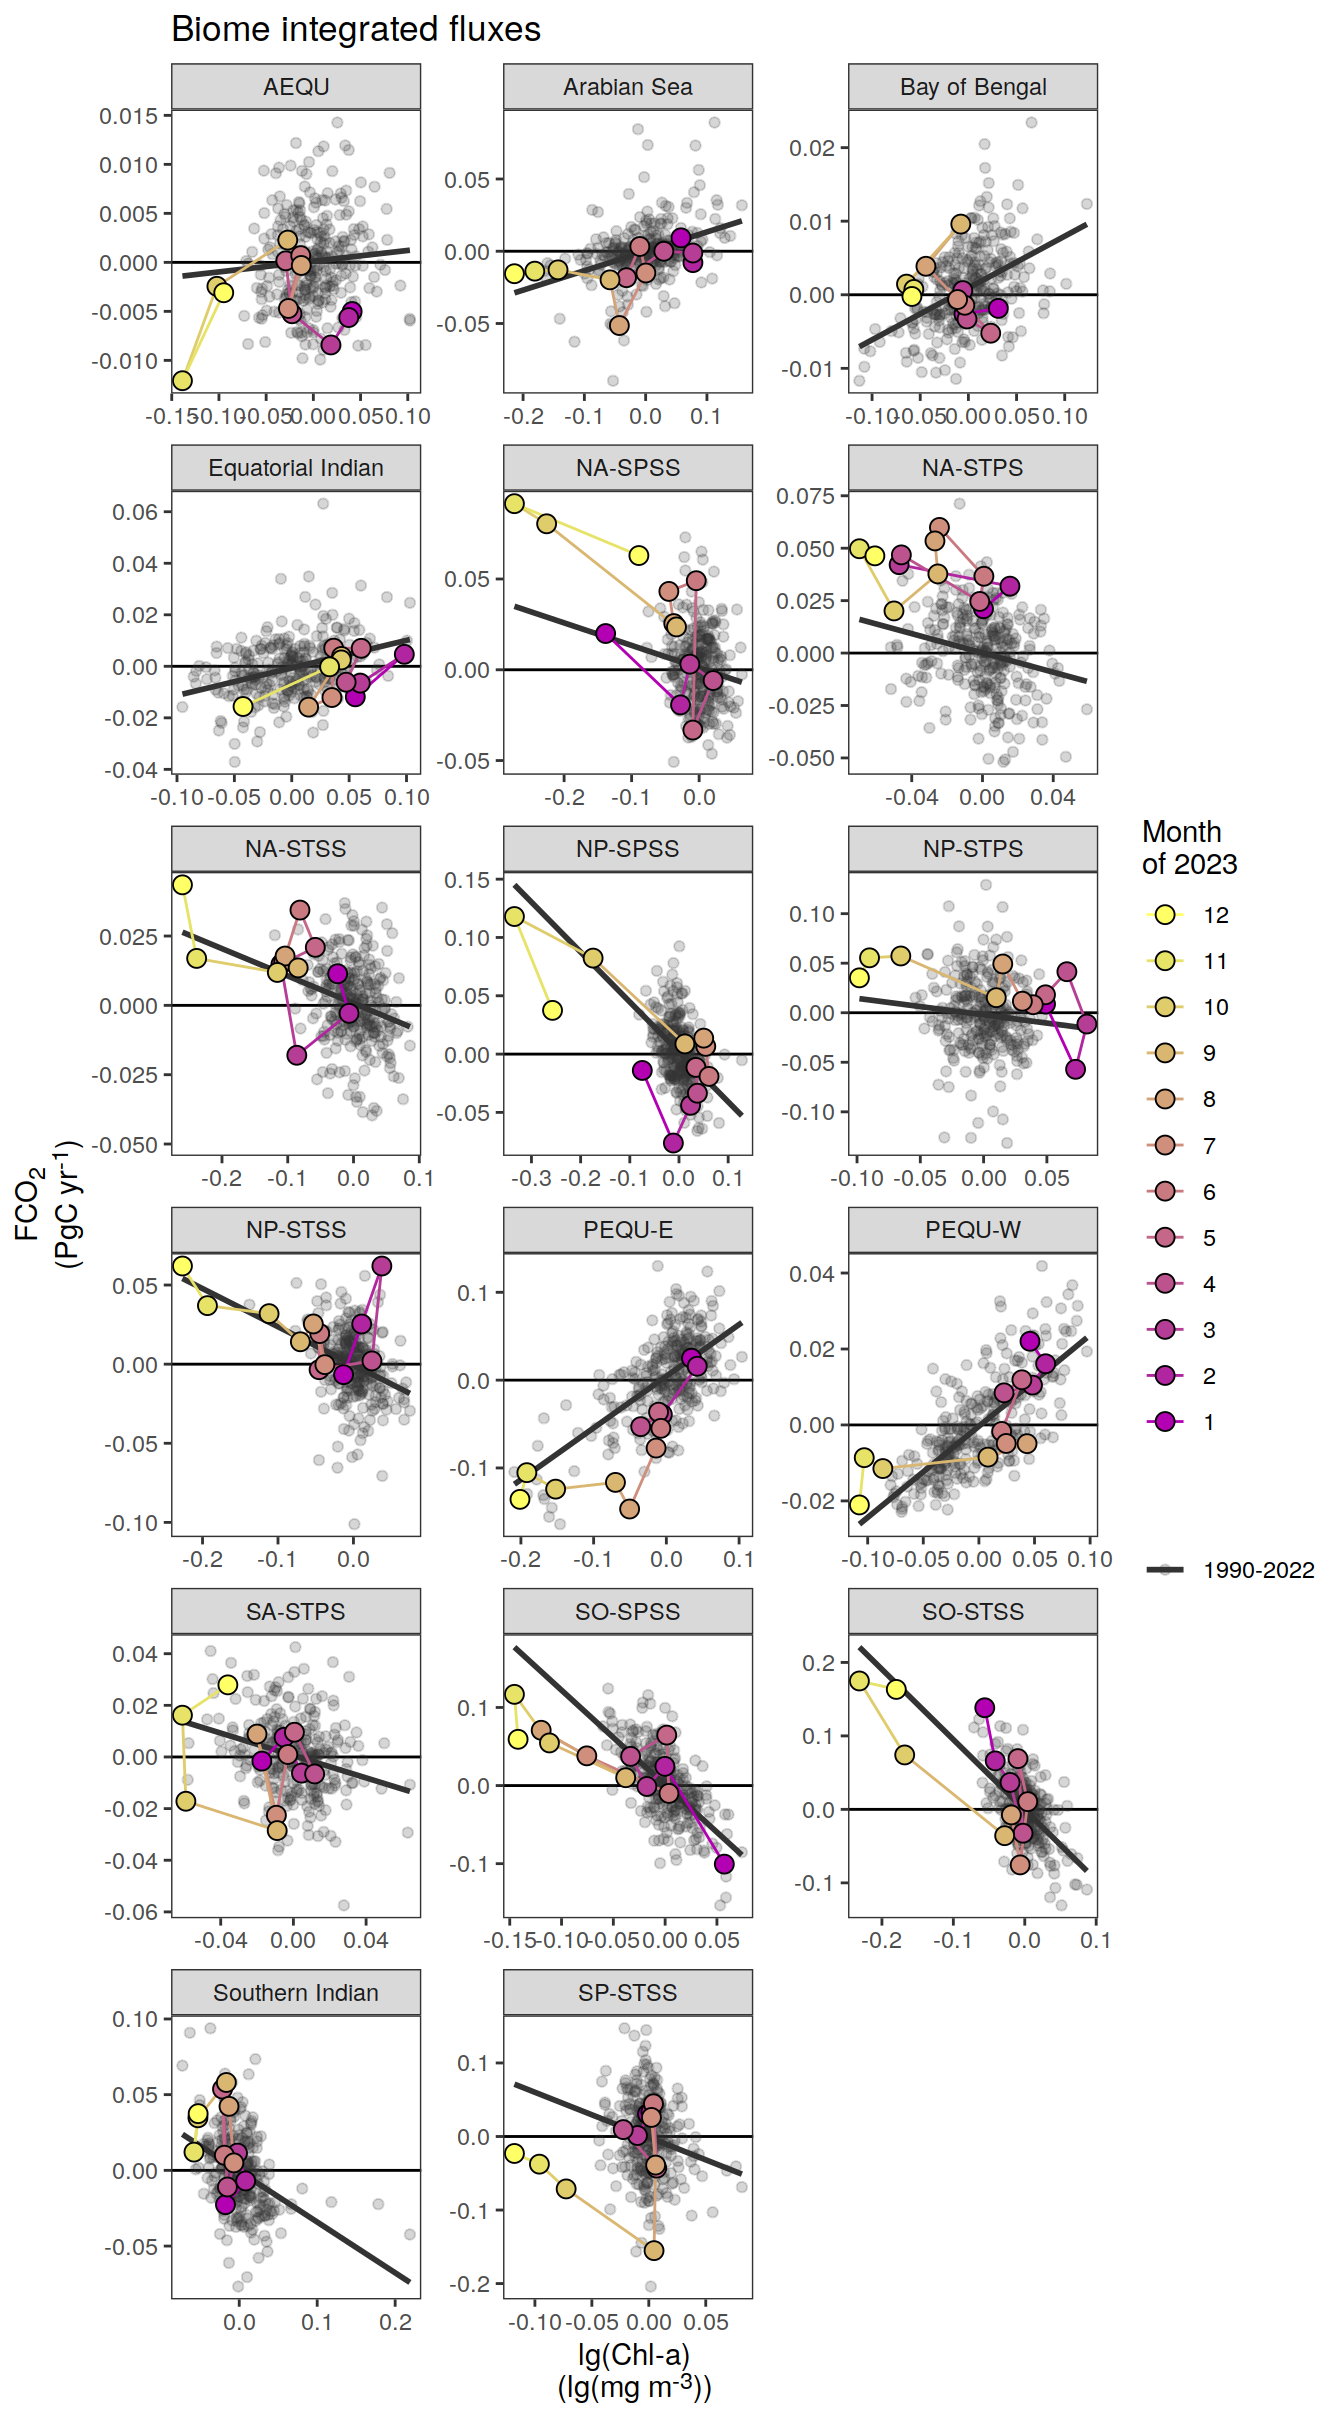 Biome integrated fluxes
AEQU
Arabian Sea
Bay of Bengal
0.015
0.010
0.005
0.000
-0.005
-0.010
0.05
0.00
-0.05
0.02
0.01
0.00
-0.01
-0.15 -0.10 -0.05 0.00 0.05 0.10
-0.2 -0.1 0.0 0.1
-0.10 -0.05 0.00 0.05 0.10
Equatorial Indian
NA-SPSS
NA-STPS
0.06
0.04
0.02
0.00
-0.02
-0.04
0.05
0.00
-0.05
0.075
0.050
0.025
0.000
-0.025
-0.050
-0.10 -0.05 0.00 0.05 0.10
-0.2 -0.1 0.0
-0.04 0.00 0.04
NA-STSS
NP-SPSS
NP-STPS
0.025
0.000
-0.025
-0.050
0.15
0.10
0.05
0.00
-0.05
0.10
0.05
0.00
-0.05
-0.10
-0.2 -0.1 0.0 0.1
-0.3 -0.2 -0.1 0.0 0.1
-0.10 -0.05 0.00 0.05
NP-STSS
PEQU-E
PEQU-W
0.05
0.00
-0.05
-0.10
0.1
0.0
-0.1
0.04
0.02
0.00
-0.02
-0.2 -0.1 0.0
-0.2 -0.1 0.0 0.1
-0.10 -0.05 0.00 0.05 0.10
SA-STPS
SO-SPSS
SO-STSS
0.04
0.02
0.00
-0.02
-0.04
-0.06
0.1
0.0
-0.1
0.2
0.1
0.0
-0.1
-0.04 0.00 0.04
-0.15 -0.10 -0.05 0.00 0.05
-0.2 -0.1 0.0 0.1
Southern Indian
SP-STSS
0.10
0.05
0.00
-0.05
0.1
0.0
-0.1
-0.2
0.0 0.1 0.2
-0.10 -0.05 0.00 0.05
FCO2
(PgC yr-1)
lg(Chl-a)
(lg(mg m-3))
Month
of 2023
12
11
10
9
8
7
6
5
4
3
2
1
1990-2022